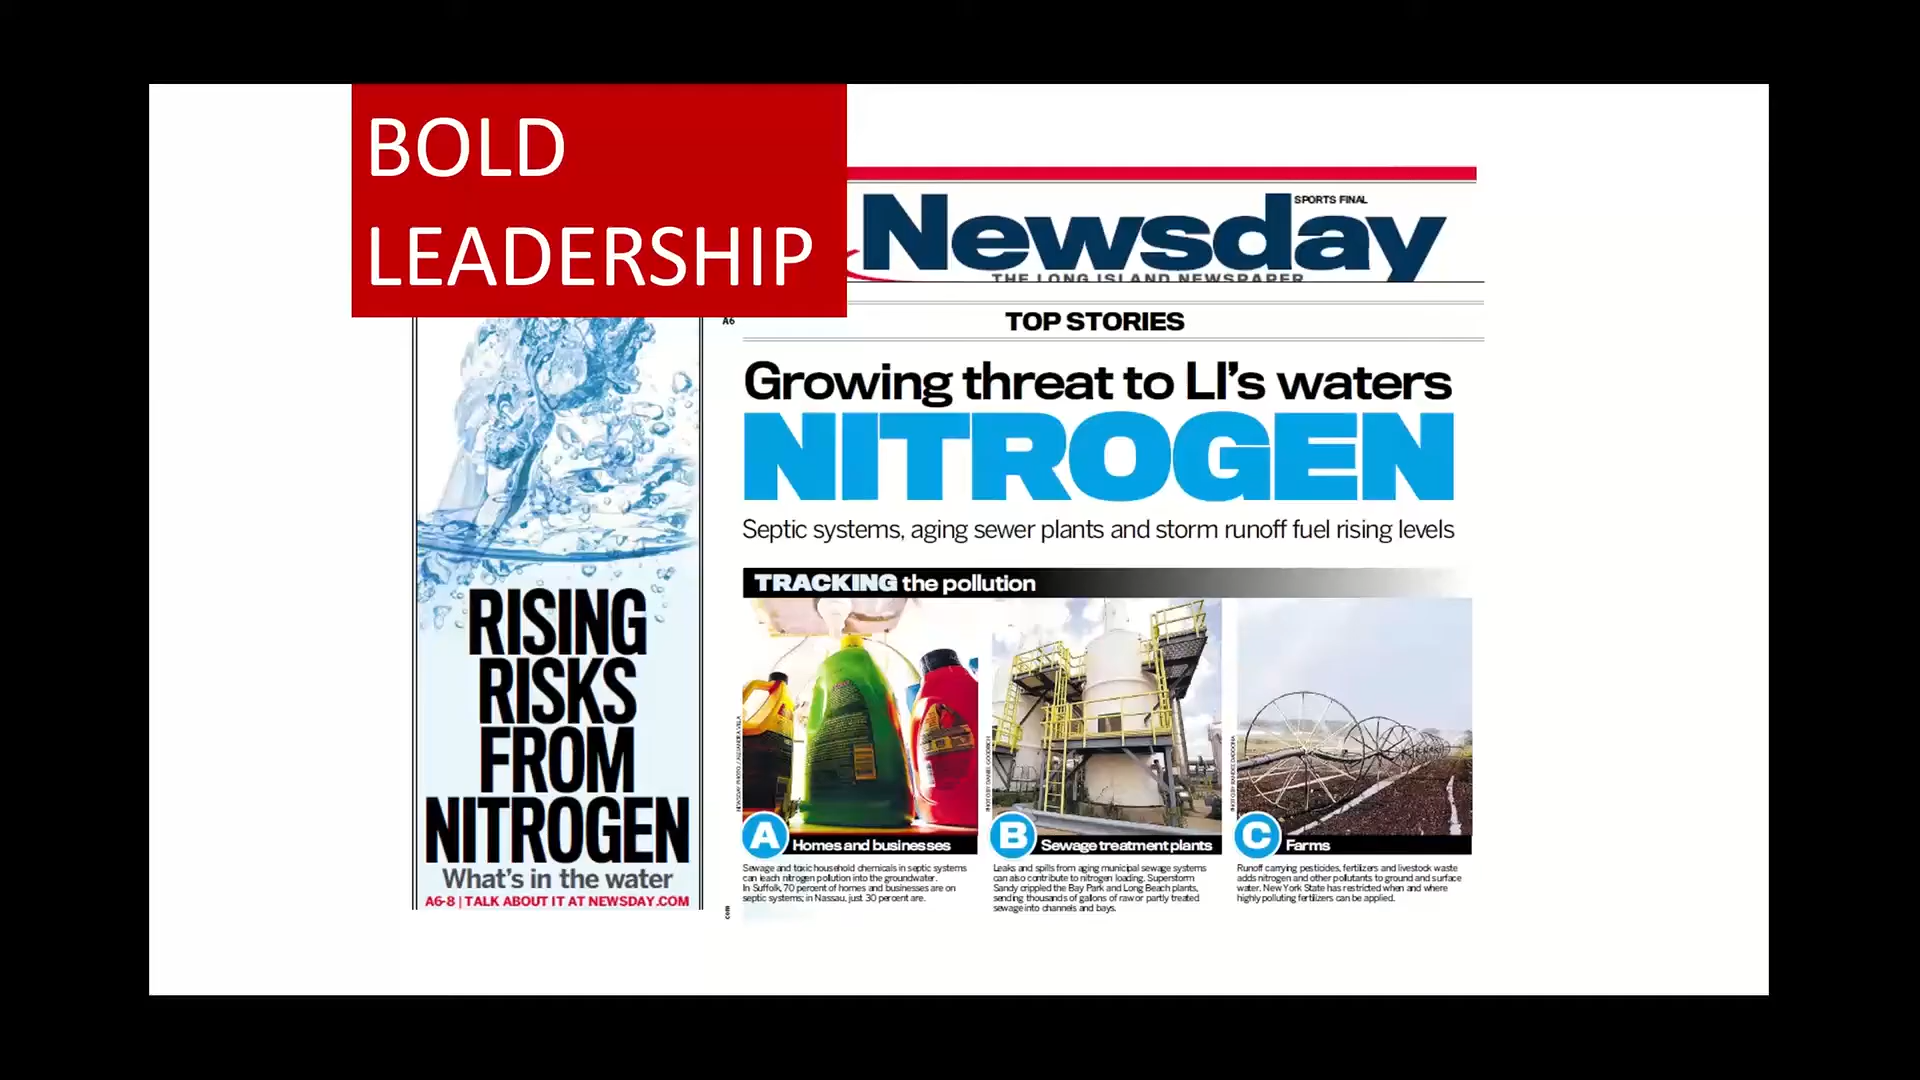 BOLD
LEADERSHIP
SPORTS FINAL
Newsday
THE LONG ISLAND NEWSPAPER
A6
TOP STORIES
Growing threat to LI's waters
NITROGEN
Septic systems, aging sewer plants and storm runoff fuel rising levels
RISING
RISKS
FROM
NITROGEN
What's in the water
A6-8 | TALK ABOUT IT AT NEWSDAY.COM
com
TRACKING the pollution
A Homes and businesses
Sewage and toxic household chemicals in septic systems
can leach nitrogen pollution into the groundwater.
In Suffolk, 70 percent of homes and businesses are on
septic systems; in Nassau, just 30 percent are.
B Sewage treatment plants
Leaks and spills from aging municipal sewage systems
can also contribute to nitrogen loading. Superstorm
Sandy crippled the Bay Park and Long Beach plants,
sending thousands of gallons of raw or partly treated
sewage into channels and bays.
C Farms
Runoff carrying pesticides, fertilizers and livestock waste
adds nitrogen and other pollutants to ground and surface
water. New York State has restricted when and where
highly polluting fertilizers can be applied.